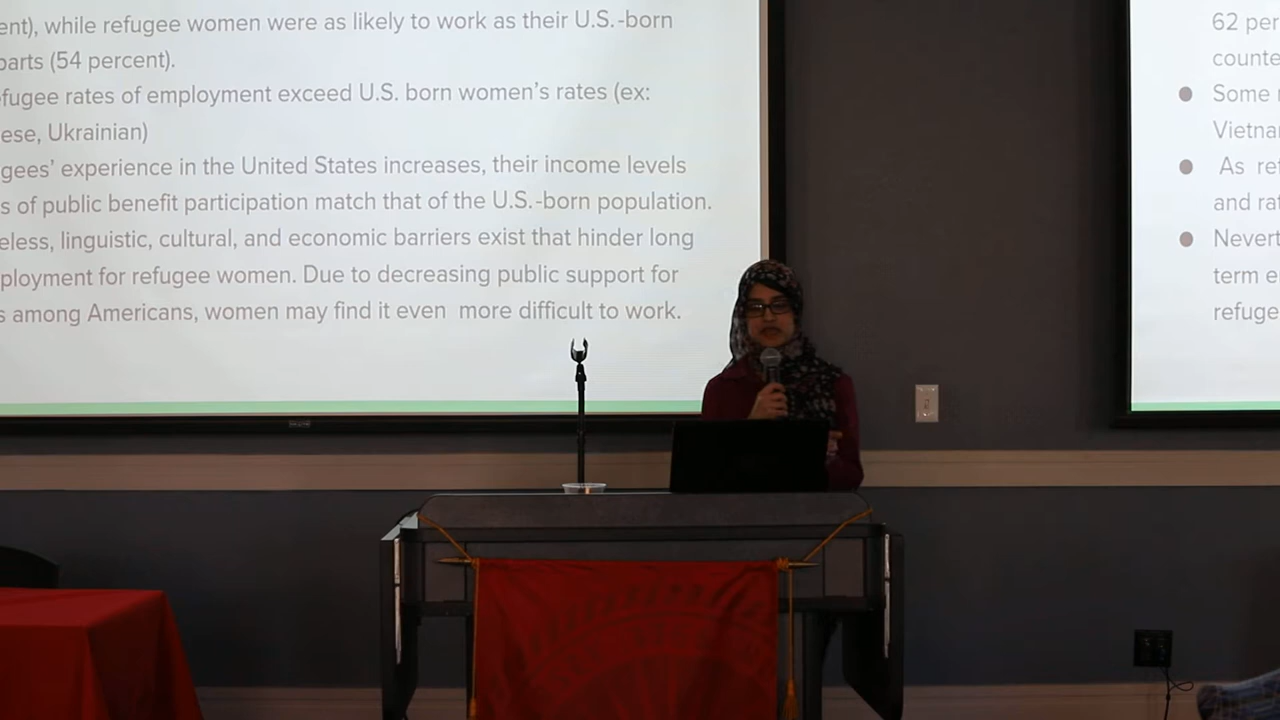 ent), while refugee women were as likely to work as their U.S.-born
parts (54 percent).
fugee rates of employment exceed U.S. born women's rates (ex:
ese, Ukrainian)
gees' experience in the United States increases, their income levels
s of public benefit participation match that of the U.S.-born population.
eless, linguistic, cultural, and economic barriers exist that hinder long
ployment for refugee women. Due to decreasing public support for
s among Americans, women may find it even more difficult to work.
62 per
counte
● Some
Vietna
● As ref
and rat
● Nevert
term e
refuge